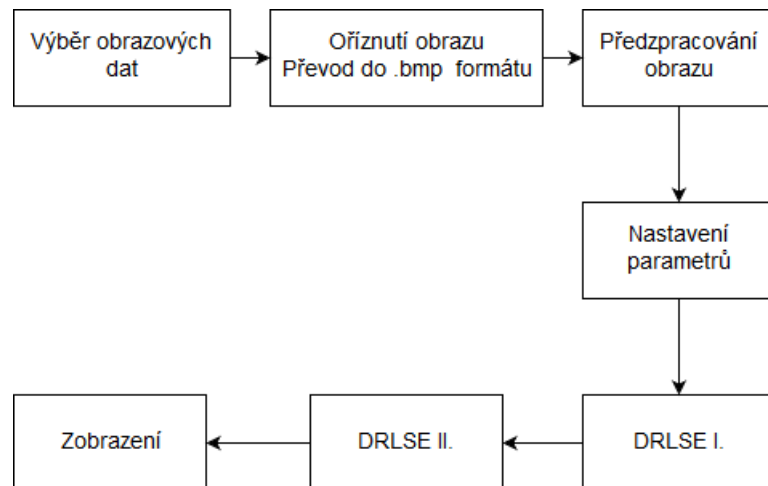 Výběr obrazových
dat
Oříznutí obrazu
Převod do .bmp formátu
Předzpracování
obrazu
Nastavení
parametrů
DRLSE I.
DRLSE II.
Zobrazení